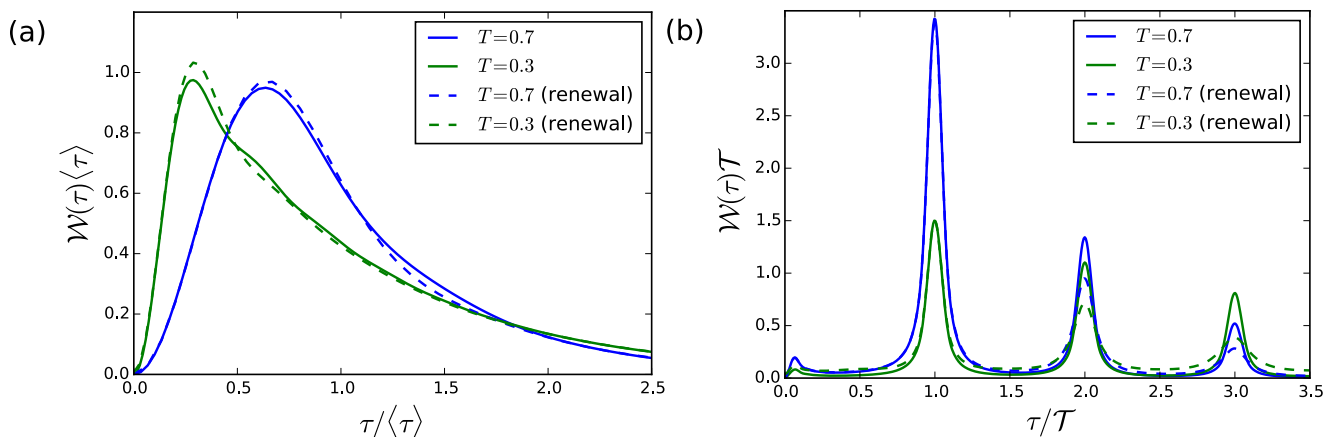 (a)
T=0.7
T=0.3
T=0.7 (renewal)
T=0.3 (renewal)
1.0
0.8
0.6
0.4
0.2
0.0
0.0 0.5 1.0 1.5 2.0 2.5
𝒲(τ)⟨τ⟩
τ/⟨τ⟩
(b)
T=0.7
T=0.3
T=0.7 (renewal)
T=0.3 (renewal)
3.0
2.5
2.0
1.5
1.0
0.5
0.0
0.0 0.5 1.0 1.5 2.0 2.5 3.0 3.5
𝒲(τ)𝒯
τ/𝒯